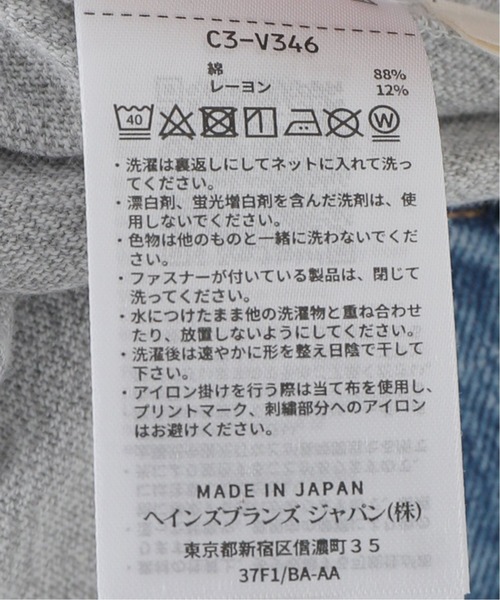 C3-V346
綿 88%
レーヨン 12%
40 W
・洗濯は裏返しにしてネットに入れて洗っ
てください。
・漂白剤、蛍光増白剤を含んだ洗剤は、使
用しないでください。
・色物は他のものと一緒に洗わないでくだ
さい。
・ファスナーが付いている製品は、閉じて
洗ってください。
・水につけたまま他の洗濯物と重ね合わせ
たり、放置しないようにしてください。
・洗濯後は速やかに形を整え日陰で干して
下さい。
・アイロン掛けを行う際は当て布を使用し、
プリントマーク、刺繍部分へのアイロン
はお避けください。
MADE IN JAPAN
ヘインズブランズ ジャパン(株)
東京都新宿区信濃町35
37F1/BA-AA